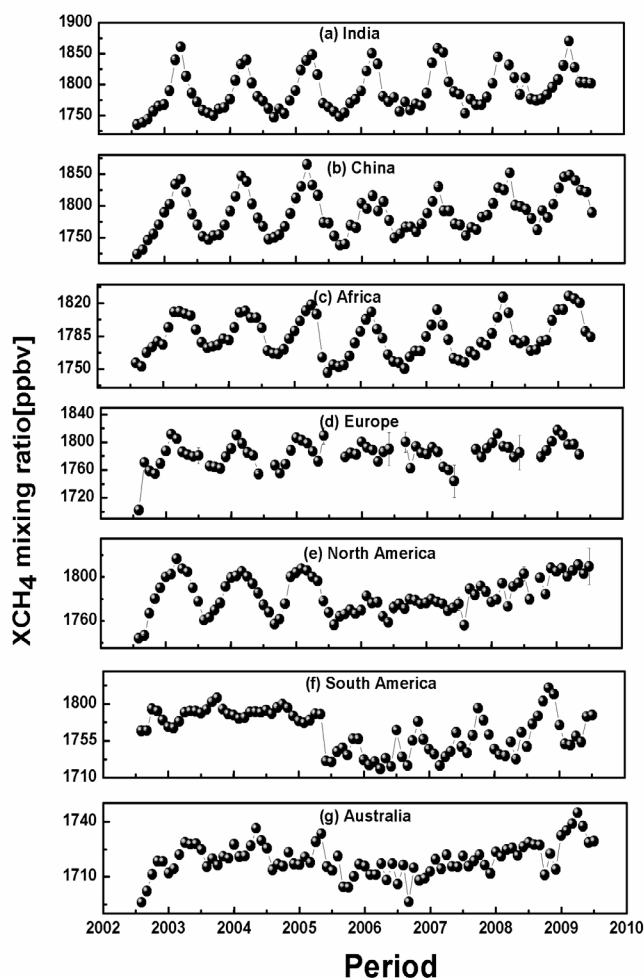 XCH4 mixing ratio[ppbv]
1900
1850
1800
1750
(a) India
1850
1800
1750
(b) China
1820
1785
1750
(c) Africa
1840
1800
1760
1720
(d) Europe
1800
1760
(e) North America
1800
1755
1710
(f) South America
1740
1710
(g) Australia
2002 2003 2004 2005 2006 2007 2008 2009 2010
Period